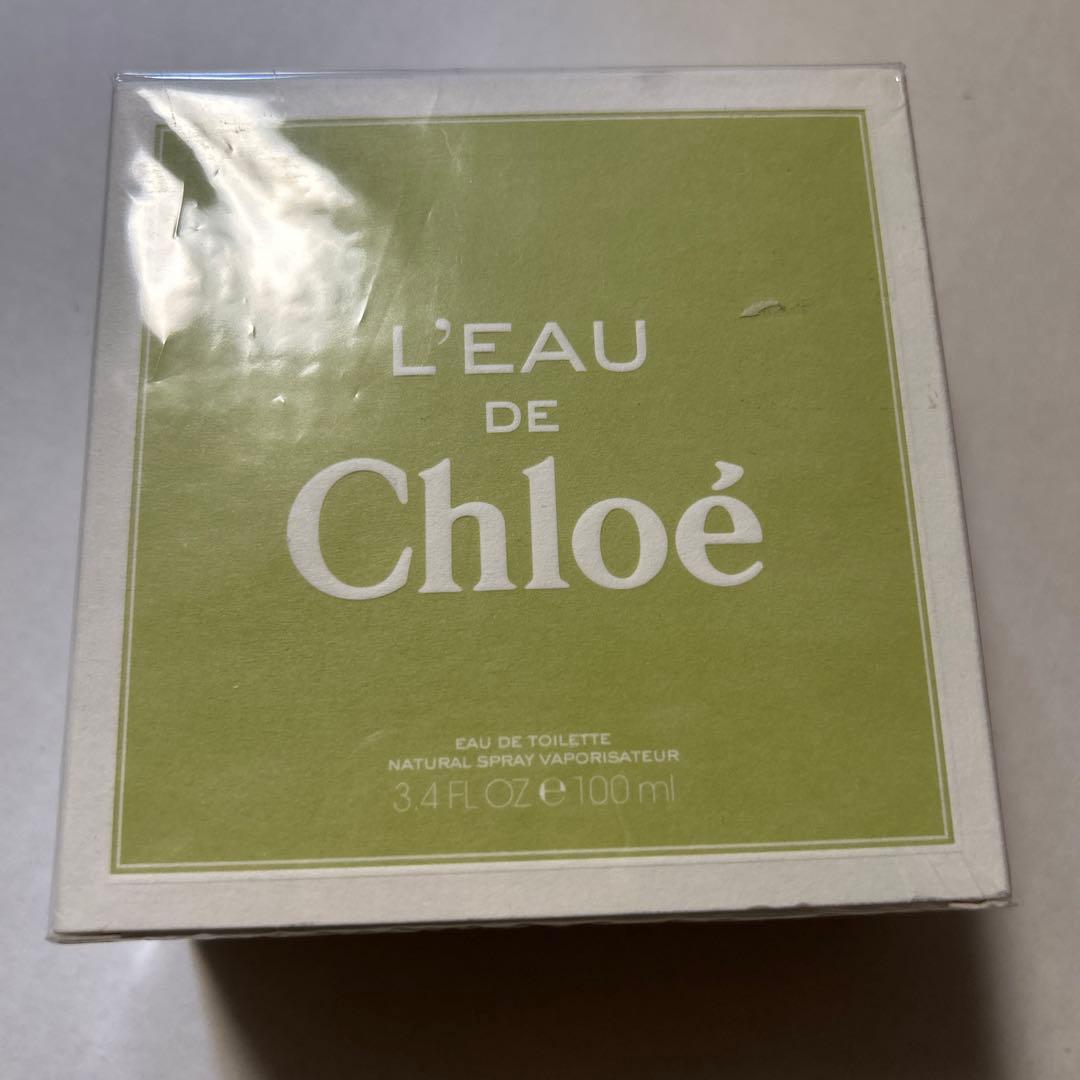 L'EAU
DE
Chloé
EAU DE TOILETTE
NATURAL SPRAY VAPORISATEUR
3.4 FL OZ ℮ 100 ml